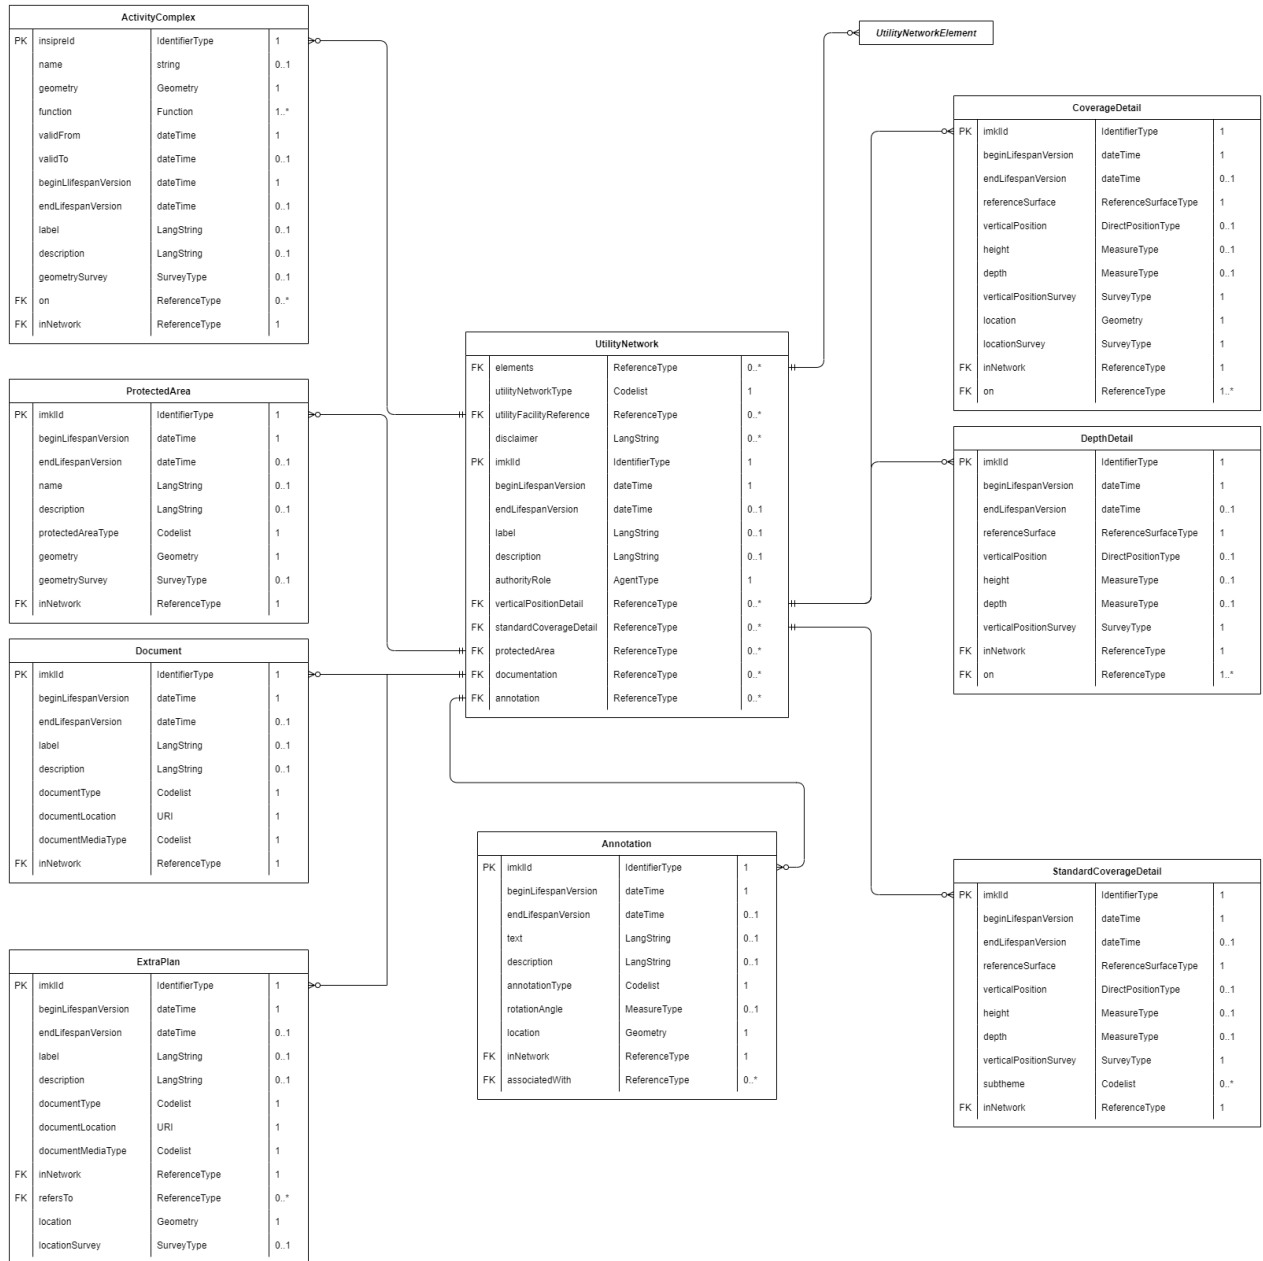 ActivityComplex
PK insipreId IdentifierType 1
name string 0..1
geometry Geometry 1
function Function 1..*
validFrom dateTime 1
validTo dateTime 0..1
beginLlifespanVersion dateTime 1
endLifespanVersion dateTime 0..1
label LangString 0..1
description LangString 0..1
geometrySurvey SurveyType 0..1
FK on ReferenceType 0..*
FK inNetwork ReferenceType 1
ProtectedArea
PK imklId IdentifierType 1
beginLifespanVersion dateTime 1
endLifespanVersion dateTime 0..1
name LangString 0..1
description LangString 0..1
protectedAreaType Codelist 1
geometry Geometry 1
geometrySurvey SurveyType 0..1
FK inNetwork ReferenceType 1
Document
PK imklId IdentifierType 1
beginLifespanVersion dateTime 1
endLifespanVersion dateTime 0..1
label LangString 0..1
description LangString 0..1
documentType Codelist 1
documentLocation URI 1
documentMediaType Codelist 1
FK inNetwork ReferenceType 1
ExtraPlan
PK imklId IdentifierType 1
beginLifespanVersion dateTime 1
endLifespanVersion dateTime 0..1
label LangString 0..1
description LangString 0..1
documentType Codelist 1
documentLocation URI 1
documentMediaType Codelist 1
FK inNetwork ReferenceType 1
FK refersTo ReferenceType 0..*
location Geometry 1
locationSurvey SurveyType 0..1
UtilityNetwork
FK elements ReferenceType 0..*
utilityNetworkType Codelist 1
FK utilityFacilityReference ReferenceType 0..*
disclaimer LangString 0..*
PK imklId IdentifierType 1
beginLifespanVersion dateTime 1
endLifespanVersion dateTime 0..1
label LangString 0..1
description LangString 0..1
authorityRole AgentType 1
FK verticalPositionDetail ReferenceType 0..*
FK standardCoverageDetail ReferenceType 0..*
FK protectedArea ReferenceType 0..*
FK documentation ReferenceType 0..*
FK annotation ReferenceType 0..*
Annotation
PK imklId IdentifierType 1
beginLifespanVersion dateTime 1
endLifespanVersion dateTime 0..1
text LangString 0..1
description LangString 0..1
annotationType Codelist 1
rotationAngle MeasureType 0..1
location Geometry 1
FK inNetwork ReferenceType 1
FK associatedWith ReferenceType 0..*
UtilityNetworkElement
CoverageDetail
PK imklId IdentifierType 1
beginLifespanVersion dateTime 1
endLifespanVersion dateTime 0..1
referenceSurface ReferenceSurfaceType 1
verticalPosition DirectPositionType 0..1
height MeasureType 0..1
depth MeasureType 0..1
verticalPositionSurvey SurveyType 1
location Geometry 1
locationSurvey SurveyType 1
FK inNetwork ReferenceType 1
FK on ReferenceType 1..*
DepthDetail
PK imklId IdentifierType 1
beginLifespanVersion dateTime 1
endLifespanVersion dateTime 0..1
referenceSurface ReferenceSurfaceType 1
verticalPosition DirectPositionType 0..1
height MeasureType 0..1
depth MeasureType 0..1
verticalPositionSurvey SurveyType 1
FK inNetwork ReferenceType 1
FK on ReferenceType 1..*
StandardCoverageDetail
PK imklId IdentifierType 1
beginLifespanVersion dateTime 1
endLifespanVersion dateTime 0..1
referenceSurface ReferenceSurfaceType 1
verticalPosition DirectPositionType 0..1
height MeasureType 0..1
depth MeasureType 0..1
verticalPositionSurvey SurveyType 1
subtheme Codelist 0..*
FK inNetwork ReferenceType 1